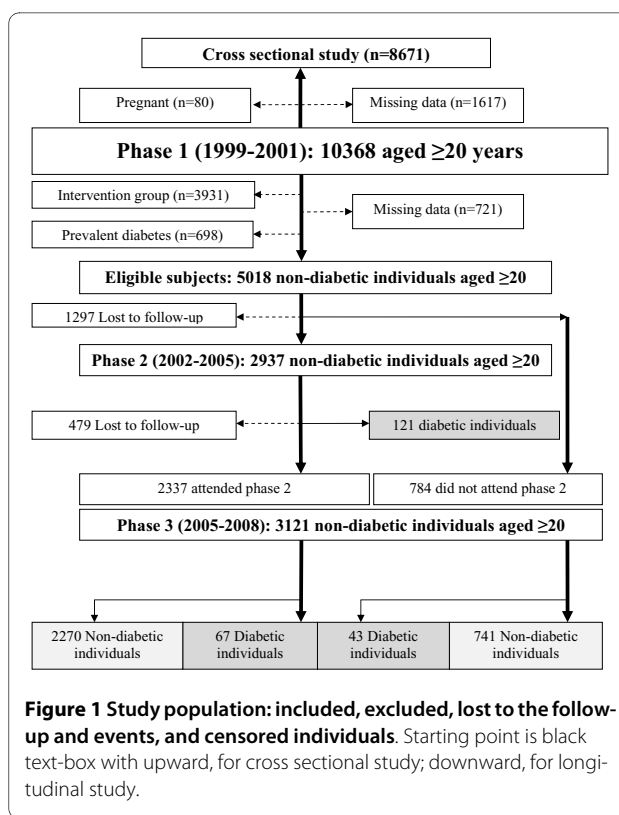 Cross sectional study (n=8671)
Pregnant (n=80)
Missing data (n=1617)
Phase 1 (1999-2001): 10368 aged ≥20 years
Intervention group (n=3931)
Missing data (n=721)
Prevalent diabetes (n=698)
Eligible subjects: 5018 non-diabetic individuals aged ≥20
1297 Lost to follow-up
Phase 2 (2002-2005): 2937 non-diabetic individuals aged ≥20
479 Lost to follow-up
121 diabetic individuals
2337 attended phase 2
784 did not attend phase 2
Phase 3 (2005-2008): 3121 non-diabetic individuals aged ≥20
2270 Non-diabetic
individuals
67 Diabetic
individuals
43 Diabetic
individuals
741 Non-diabetic
individuals
Figure 1 Study population: included, excluded, lost to the follow-
up and events, and censored individuals. Starting point is black
text-box with upward, for cross sectional study; downward, for longi-
tudinal study.